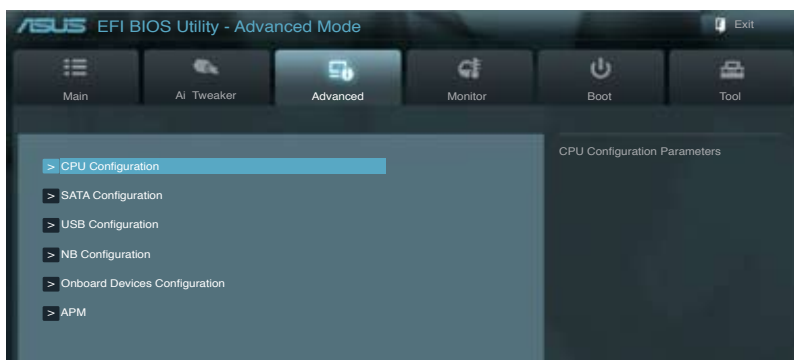 ASUS EFI BIOS Utility - Advanced Mode
Exit
Main
Ai Tweaker
Advanced
Monitor
Boot
Tool
> CPU Configuration
> SATA Configuration
> USB Configuration
> NB Configuration
> Onboard Devices Configuration
> APM
CPU Configuration Parameters